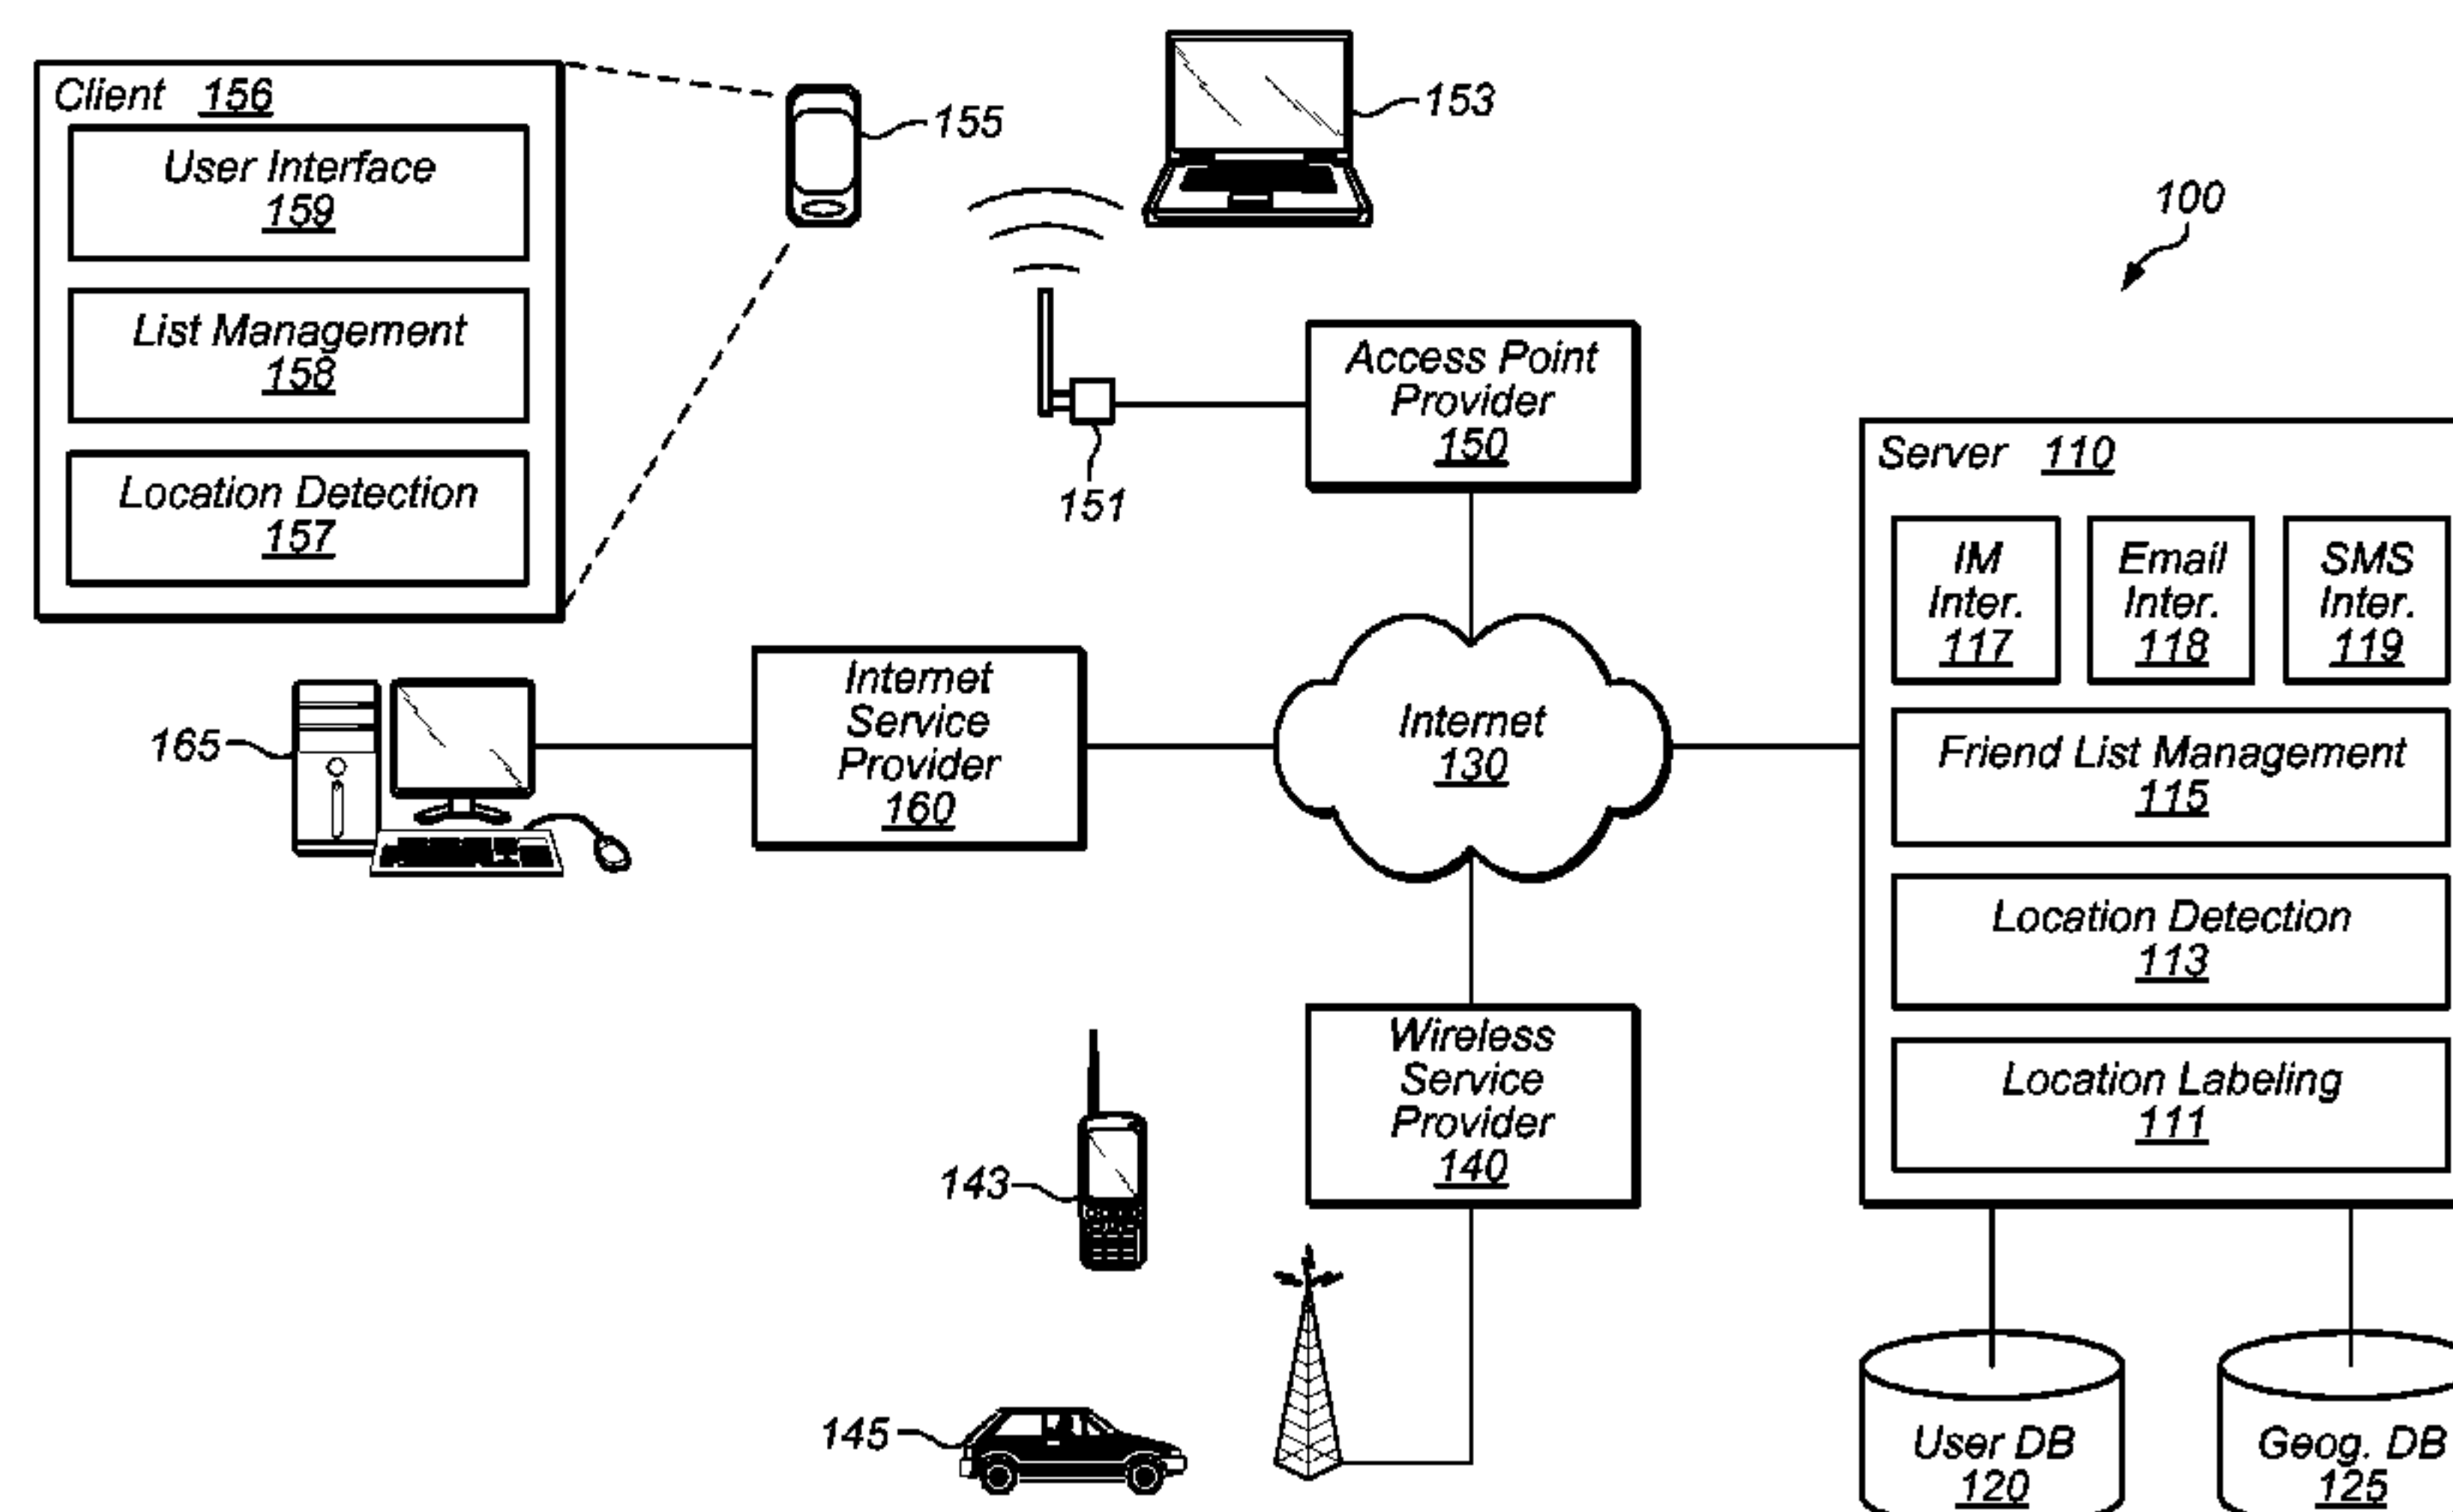 Client 156
User Interface
159
List Management
158
Location Detection
157
155
153
100
Access Point
Provider
150
151
Server 110
IM
Inter.
117
Email
Inter.
118
SMS
Inter.
119
Friend List Management
115
Location Detection
113
Location Labeling
111
165
Internet
Service
Provider
160
Internet
130
Wireless
Service
Provider
140
143
145
User DB
120
Geog. DB
125